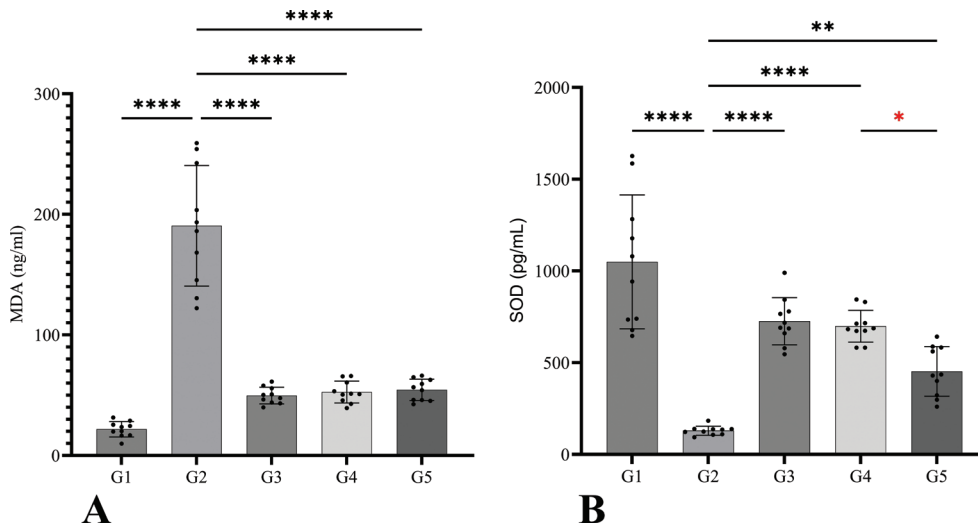 ****
****
**** ****
MDA (ng/ml)
300
200
100
0
G1 G2 G3 G4 G5
A
**
****
**** **** *
SOD (pg/mL)
2000
1500
1000
500
0
G1 G2 G3 G4 G5
B